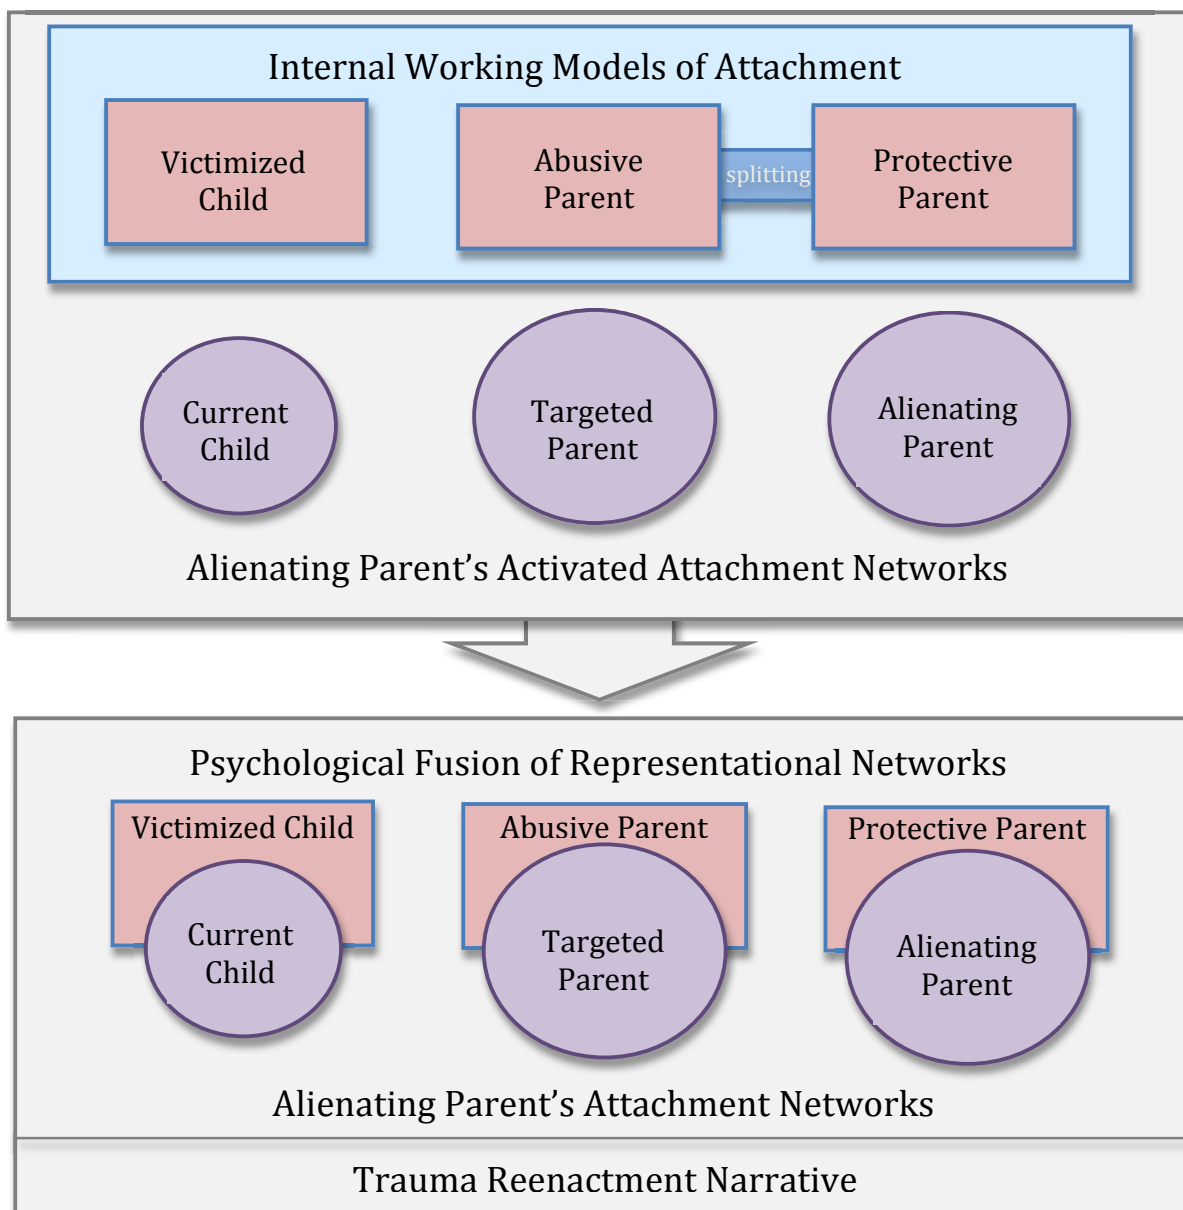 Internal Working Models of Attachment
Victimized
Child
Abusive
Parent
splitting
Protective
Parent
Current
Child
Targeted
Parent
Alienating
Parent
Alienating Parent’s Activated Attachment Networks
Psychological Fusion of Representational Networks
Victimized Child
Abusive Parent
Protective Parent
Current
Child
Targeted
Parent
Alienating
Parent
Alienating Parent’s Attachment Networks
Trauma Reenactment Narrative